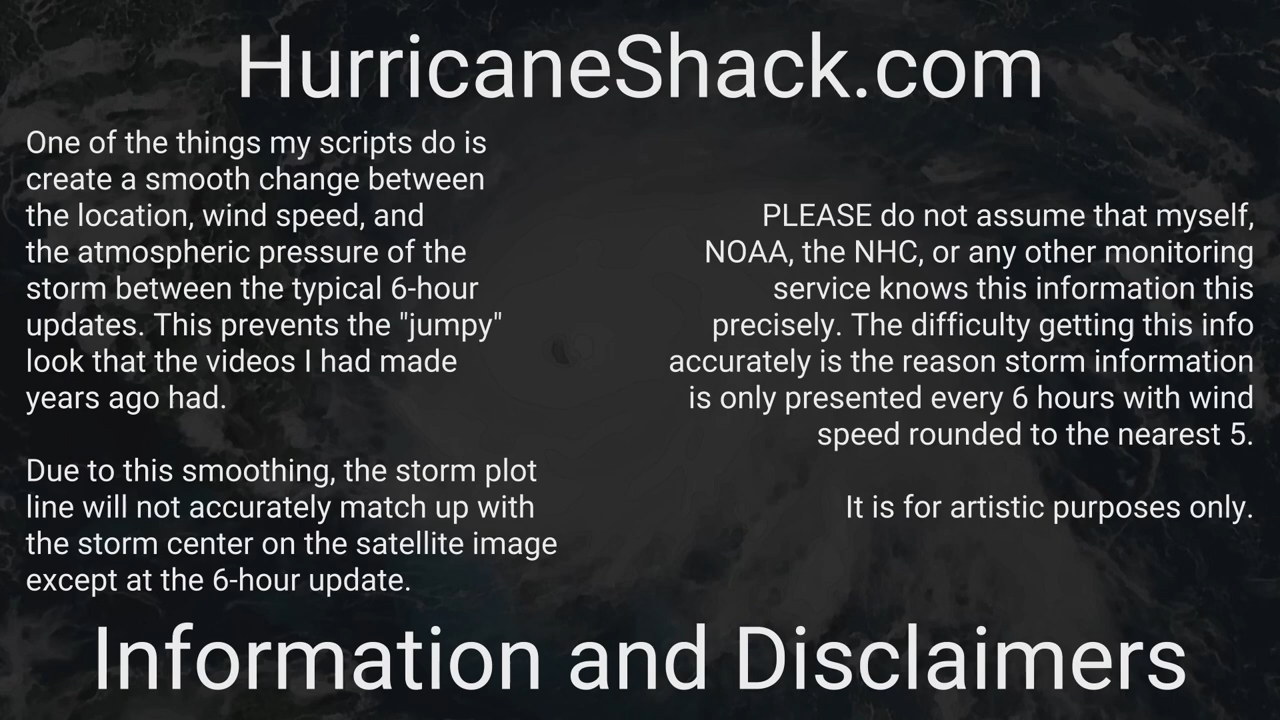 HurricaneShack.com
One of the things my scripts do is
create a smooth change between
the location, wind speed, and
the atmospheric pressure of the
storm between the typical 6-hour
updates. This prevents the "jumpy"
look that the videos I had made
years ago had.
Due to this smoothing, the storm plot
line will not accurately match up with
the storm center on the satellite image
except at the 6-hour update.
PLEASE do not assume that myself,
NOAA, the NHC, or any other monitoring
service knows this information this
precisely. The difficulty getting this info
accurately is the reason storm information
is only presented every 6 hours with wind
speed rounded to the nearest 5.
It is for artistic purposes only.
Information and Disclaimers